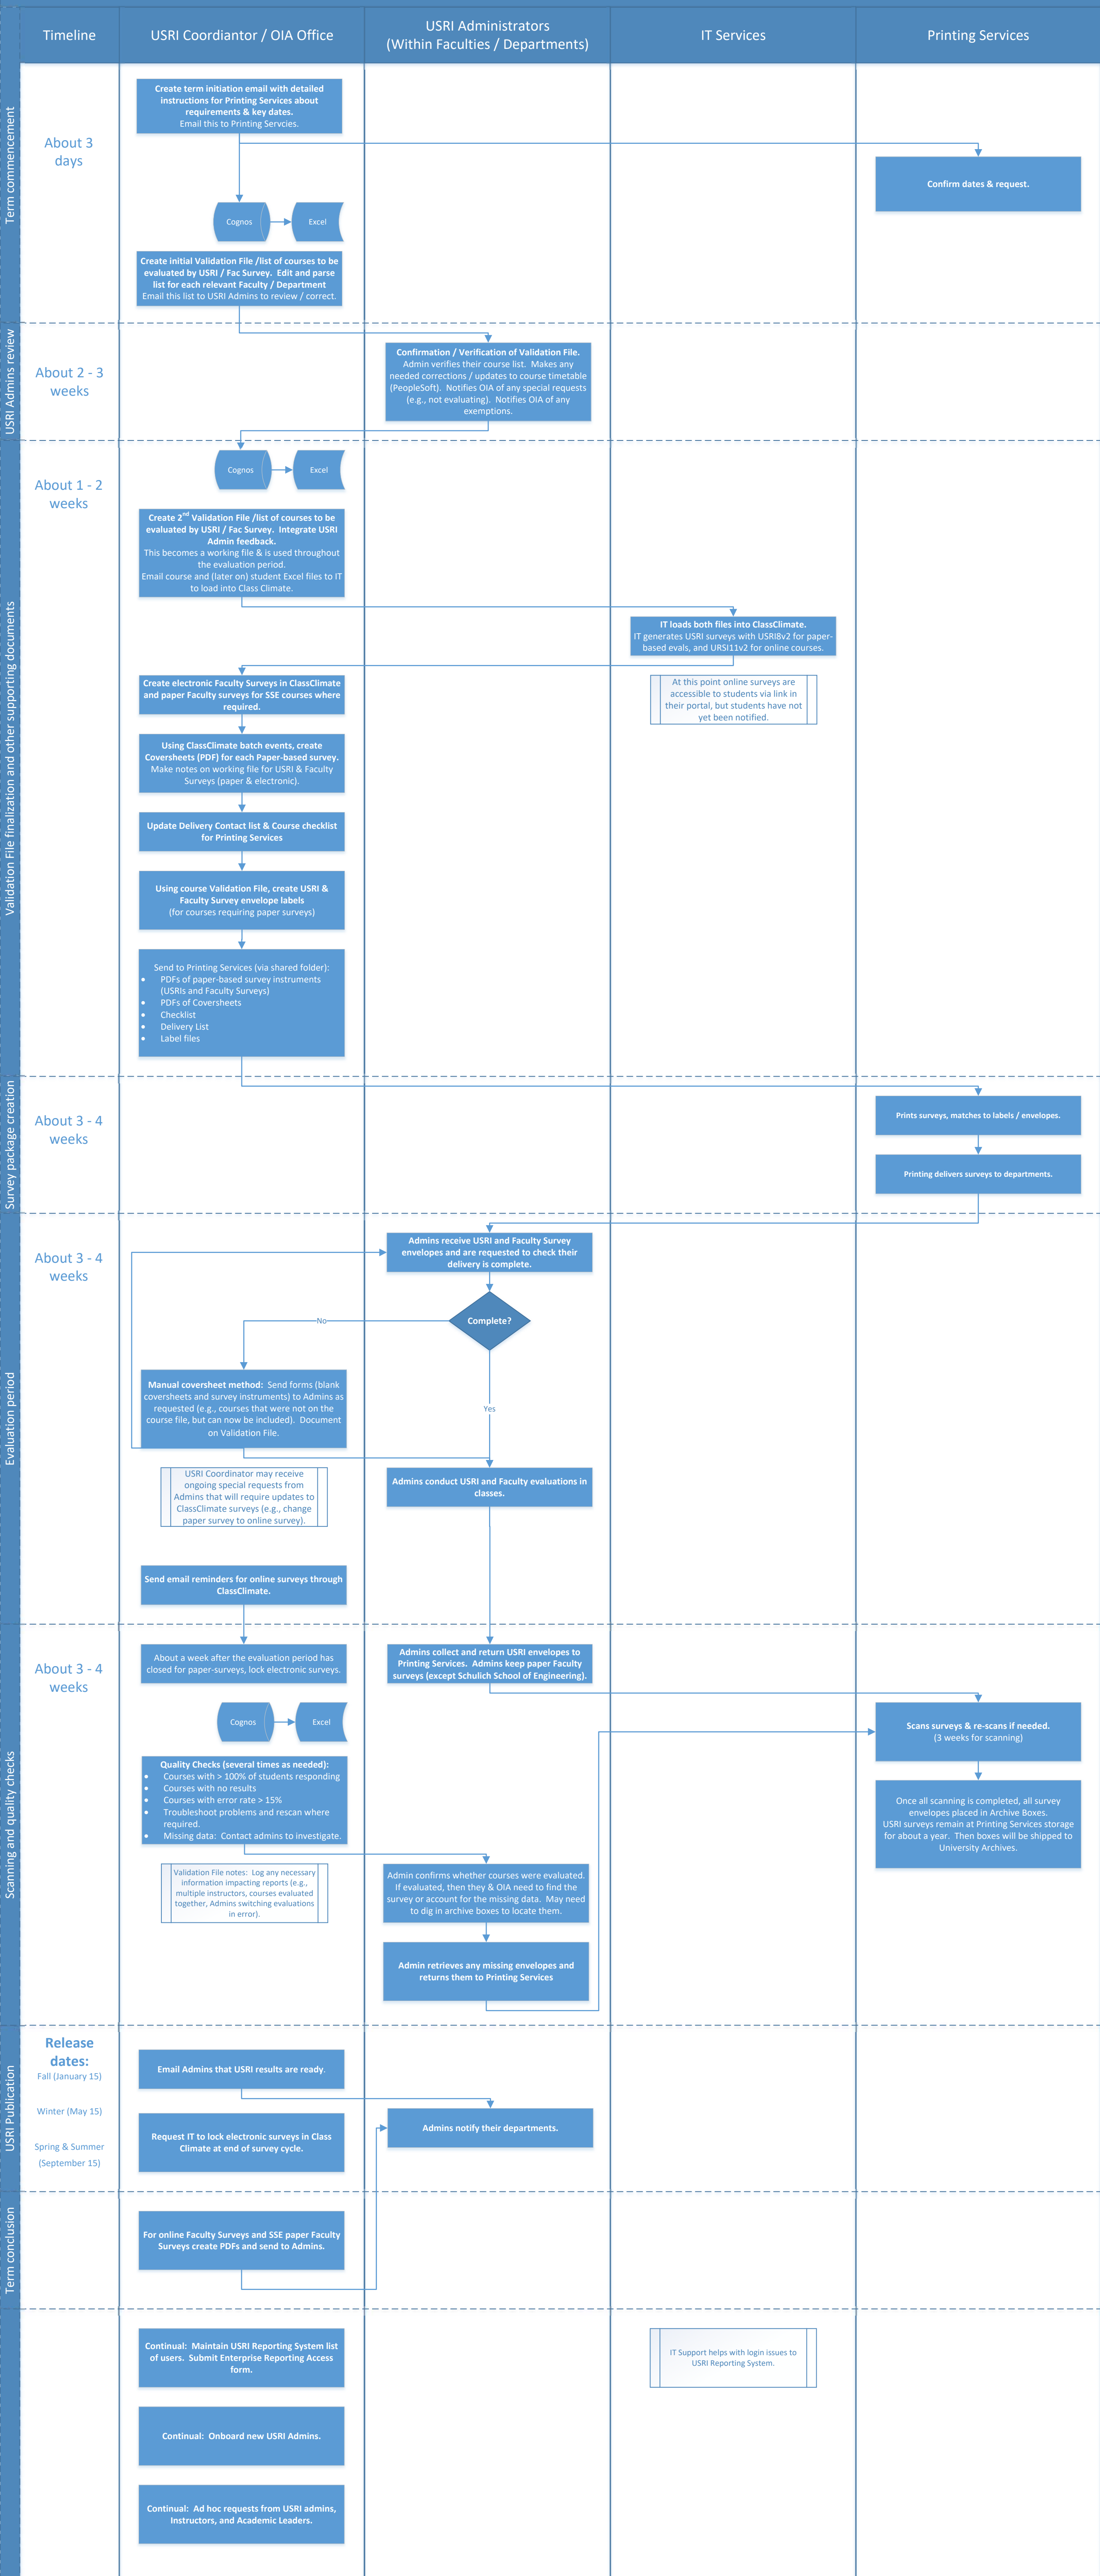 Timeline
USRI Coordiantor / OIA Office
USRI Administrators
(Within Faculties / Departments)
IT Services
Printing Services
Term commencement
About 3
days
Create term initiation email with detailed
instructions for Printing Services about
requirements & key dates.
Email this to Printing Servcies.
Confirm dates & request.
Cognos
Excel
Create initial Validation File /list of courses to be
evaluated by USRI / Fac Survey.  Edit and parse
list for each relevant Faculty / Department
Email this list to USRI Admins to review / correct.
USRI Admins review
About 2 - 3
weeks
Confirmation / Verification of Validation File.
Admin verifies their course list.  Makes any
needed corrections / updates to course timetable
(PeopleSoft).  Notifies OIA of any special requests
(e.g., not evaluating).  Notifies OIA of any
exemptions.
Validation File finalization and other supporting documents
About 1 - 2
weeks
Cognos
Excel
Create 2nd Validation File /list of courses to be
evaluated by USRI / Fac Survey.  Integrate USRI
Admin feedback.
This becomes a working file & is used throughout
the evaluation period.
Email course and (later on) student Excel files to IT
to load into Class Climate.
IT loads both files into ClassClimate.
IT generates USRI surveys with USRI8v2 for paper-
based evals, and URSI11v2 for online courses.
At this point online surveys are
accessible to students via link in
their portal, but students have not
yet been notified.
Create electronic Faculty Surveys in ClassClimate
and paper Faculty surveys for SSE courses where
required.
Using ClassClimate batch events, create
Coversheets (PDF) for each Paper-based survey.
Make notes on working file for USRI & Faculty
Surveys (paper & electronic).
Update Delivery Contact list & Course checklist
for Printing Services
Using course Validation File, create USRI &
Faculty Survey envelope labels
(for courses requiring paper surveys)
Send to Printing Services (via shared folder):
• PDFs of paper-based survey instruments
(USRIs and Faculty Surveys)
• PDFs of Coversheets
• Checklist
• Delivery List
• Label files
Survey package creation
About 3 - 4
weeks
Prints surveys, matches to labels / envelopes.
Printing delivers surveys to departments.
Evaluation period
About 3 - 4
weeks
Admins receive USRI and Faculty Survey
envelopes and are requested to check their
delivery is complete.
Complete?
No
Yes
Manual coversheet method:  Send forms (blank
coversheets and survey instruments) to Admins as
requested (e.g., courses that were not on the
course file, but can now be included).  Document
on Validation File.
USRI Coordinator may receive
ongoing special requests from
Admins that will require updates to
ClassClimate surveys (e.g., change
paper survey to online survey).
Admins conduct USRI and Faculty evaluations in
classes.
Send email reminders for online surveys through
ClassClimate.
Scanning and quality checks
About 3 - 4
weeks
About a week after the evaluation period has
closed for paper-surveys, lock electronic surveys.
Admins collect and return USRI envelopes to
Printing Services.  Admins keep paper Faculty
surveys (except Schulich School of Engineering).
Cognos
Excel
Scans surveys & re-scans if needed.
(3 weeks for scanning)
Quality Checks (several times as needed):
• Courses with > 100% of students responding
• Courses with no results
• Courses with error rate > 15%
• Troubleshoot problems and rescan where
required.
• Missing data:  Contact admins to investigate.
Once all scanning is completed, all survey
envelopes placed in Archive Boxes.
USRI surveys remain at Printing Services storage
for about a year.  Then boxes will be shipped to
University Archives.
Validation File notes:  Log any necessary
information impacting reports (e.g.,
multiple instructors, courses evaluated
together, Admins switching evaluations
in error).
Admin confirms whether courses were evaluated.
If evaluated, then they & OIA need to find the
survey or account for the missing data.  May need
to dig in archive boxes to locate them.
Admin retrieves any missing envelopes and
returns them to Printing Services
USRI Publication
Release
dates:
Fall (January 15)
Winter (May 15)
Spring & Summer
(September 15)
Email Admins that USRI results are ready.
Admins notify their departments.
Request IT to lock electronic surveys in Class
Climate at end of survey cycle.
Term conclusion
For online Faculty Surveys and SSE paper Faculty
Surveys create PDFs and send to Admins.
Continual:  Maintain USRI Reporting System list
of users.  Submit Enterprise Reporting Access
form.
IT Support helps with login issues to
USRI Reporting System.
Continual:  Onboard new USRI Admins.
Continual:  Ad hoc requests from USRI admins,
Instructors, and Academic Leaders.